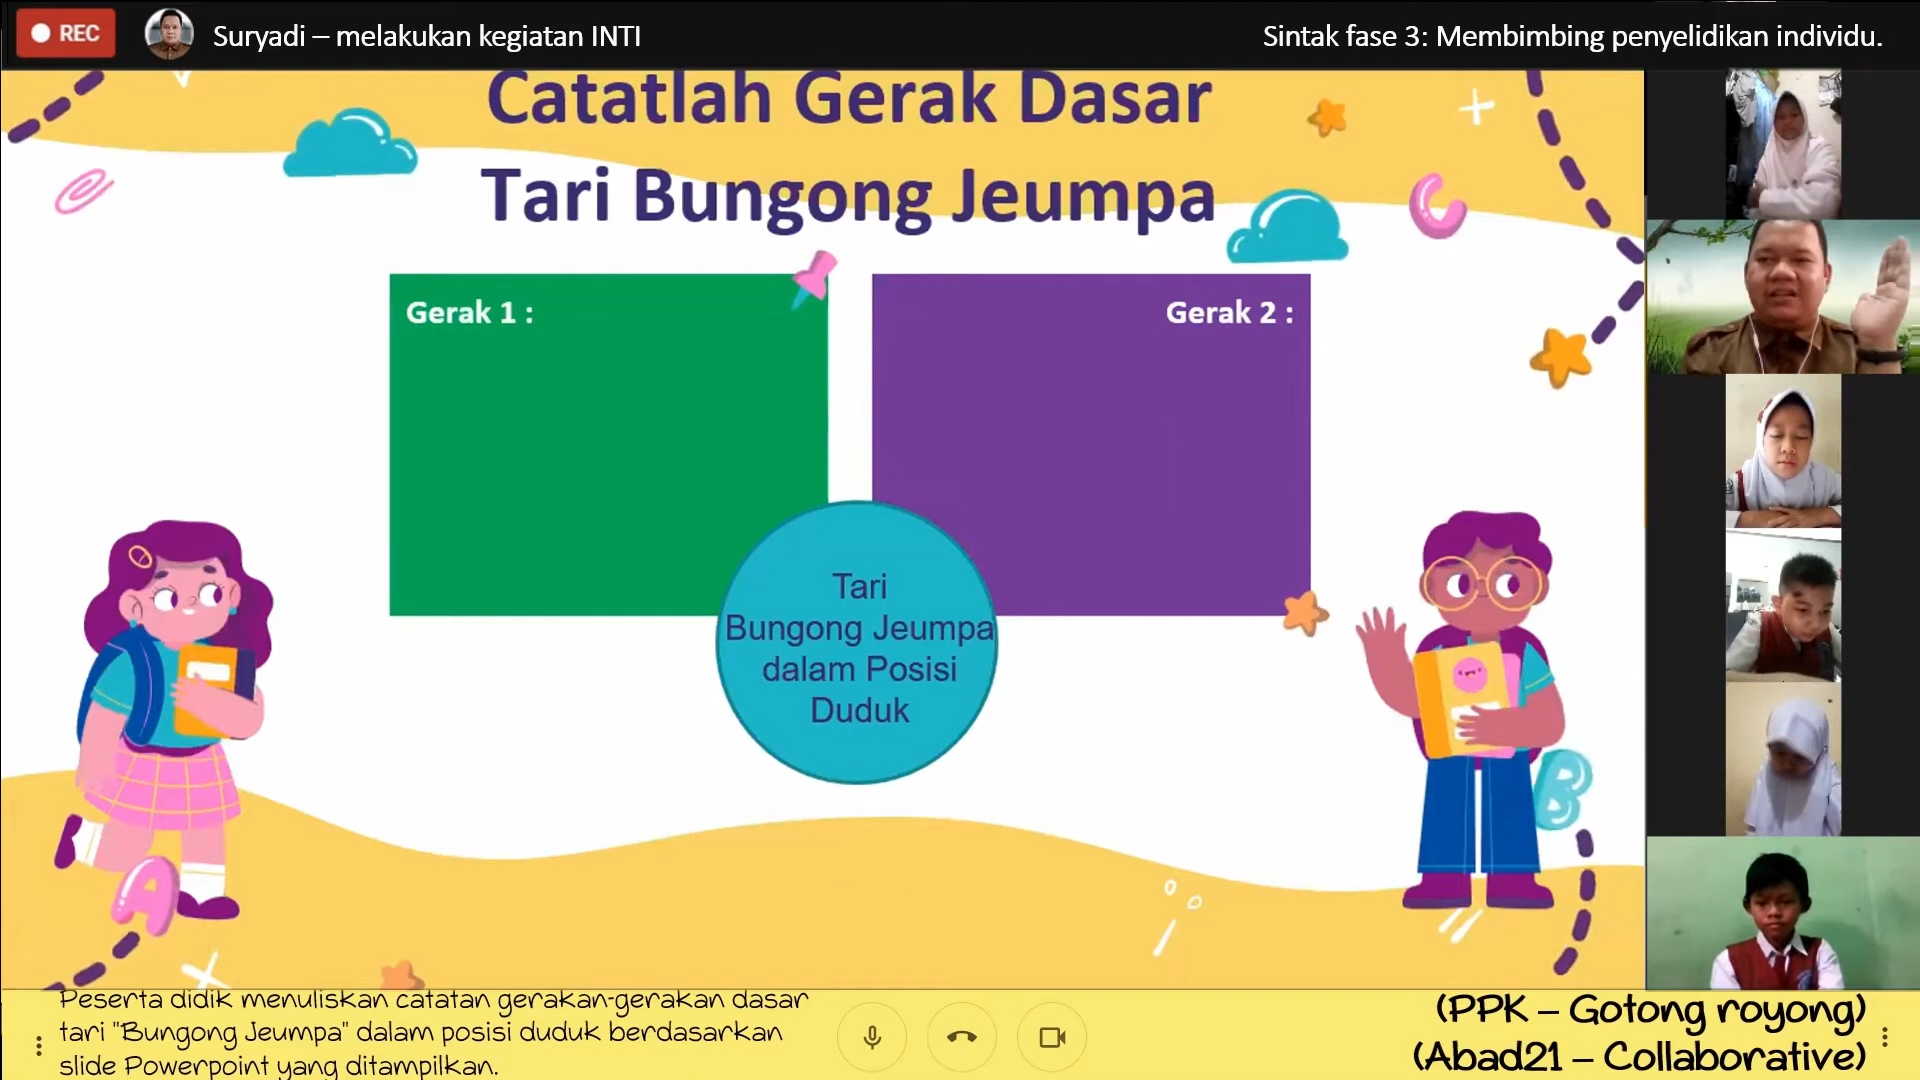 REC
Suryadi – melakukan kegiatan INTI
Sintak fase 3: Membimbing penyelidikan individu.
Catatlah Gerak Dasar
Tari Bungong Jeumpa
Gerak 1 :
Gerak 2 :
Tari
Bungong Jeumpa
dalam Posisi
Duduk
C
B
A
Peserta didik menuliskan catatan gerakan-gerakan dasar
tari "Bungong Jeumpa" dalam posisi duduk berdasarkan
slide Powerpoint yang ditampilkan.
(PPK – Gotong royong)
(Abad21 – Collaborative)